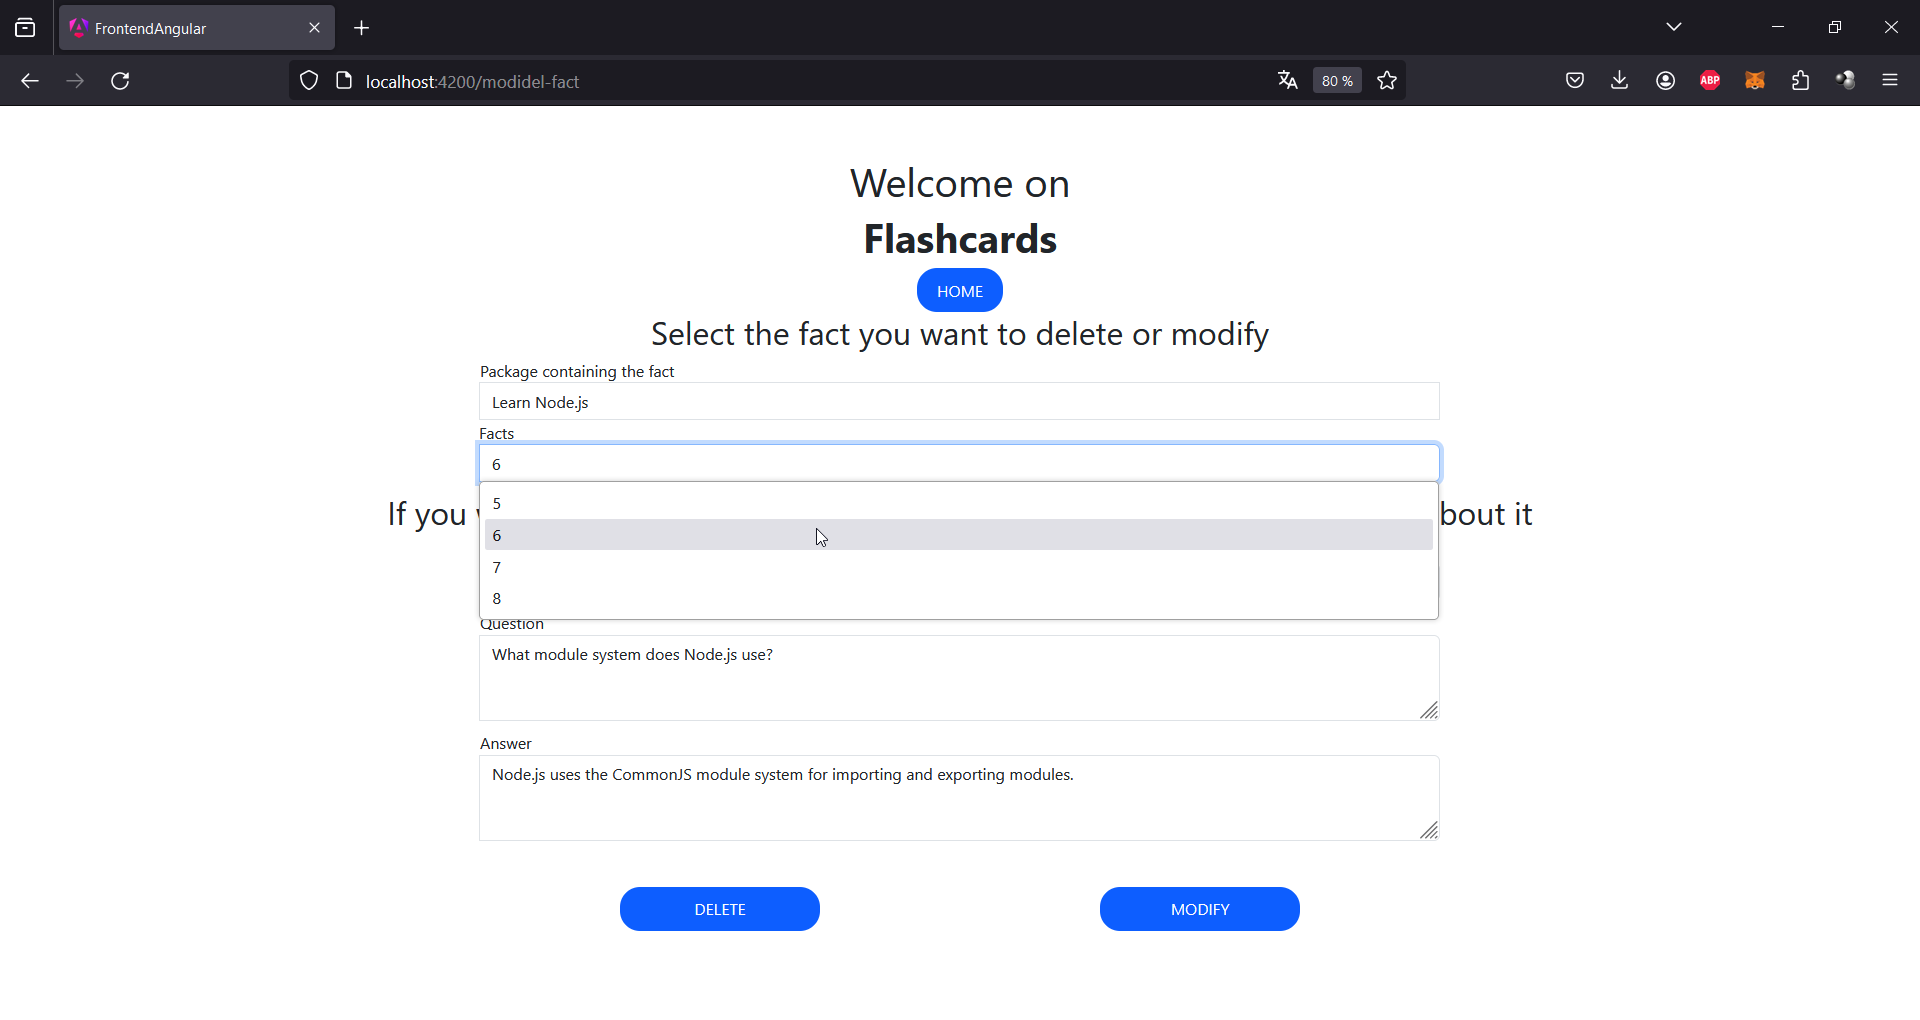 FrontendAngular
localhost:4200/modidel-fact
80 %
ABP
Welcome on
Flashcards
HOME
Select the fact you want to delete or modify
Package containing the fact
Learn Node.js
Facts
6
5
If you bout it
6
7
8
Question
What module system does Node.js use?
Answer
Node.js uses the CommonJS module system for importing and exporting modules.
DELETE MODIFY